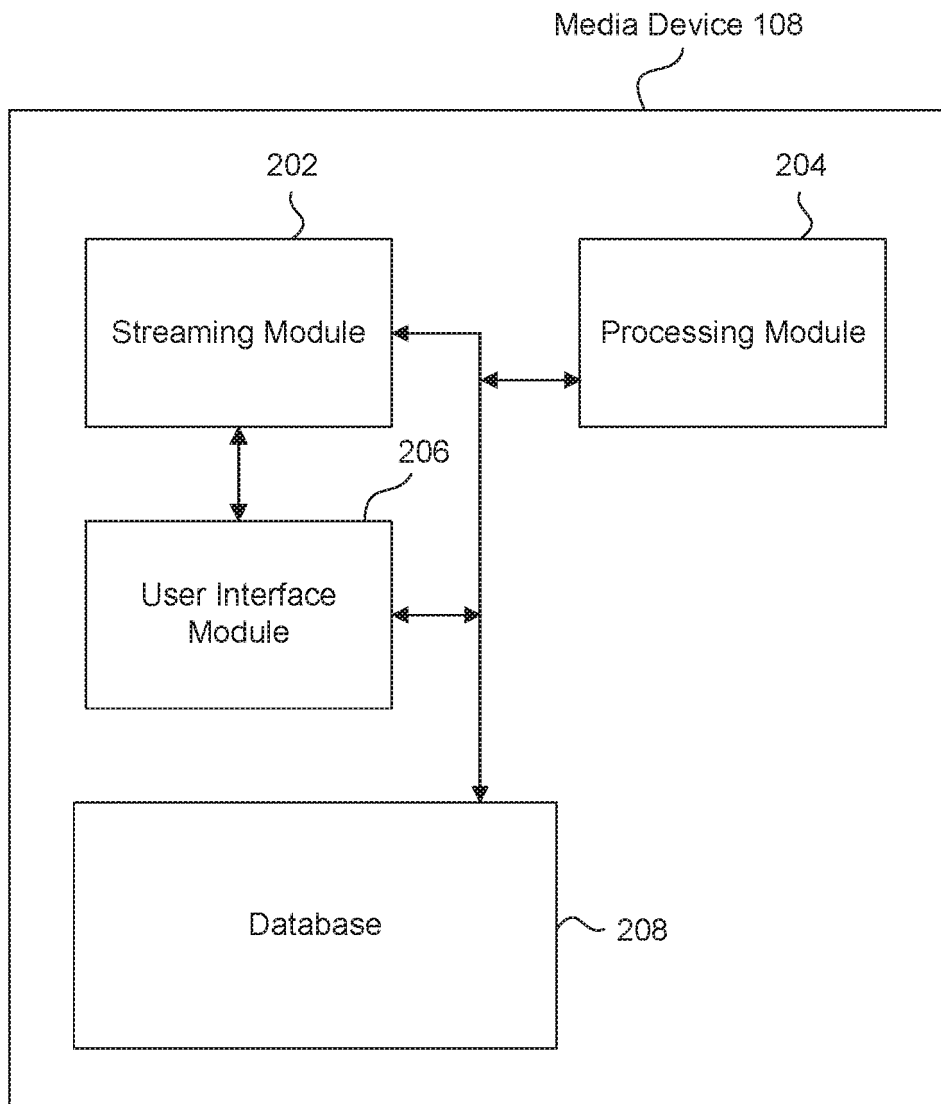 Media Device 108
202
204
Streaming Module
Processing Module
206
User Interface
Module
Database
208